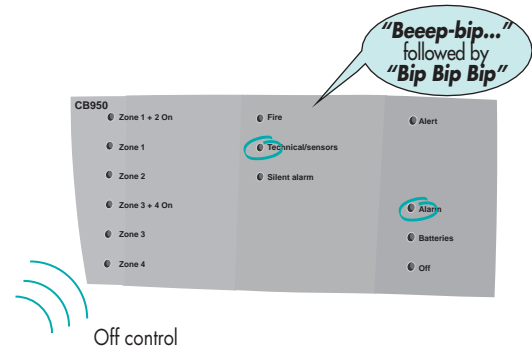 “Beeep-bip...”
followed by
“Bip Bip Bip”
CB950
Zone 1 + 2 On
Zone 1
Zone 2
Zone 3 + 4 On
Zone 3
Zone 4
Fire
Technical/sensors
Silent alarm
Alert
Alarm
Batteries
Off
Off control